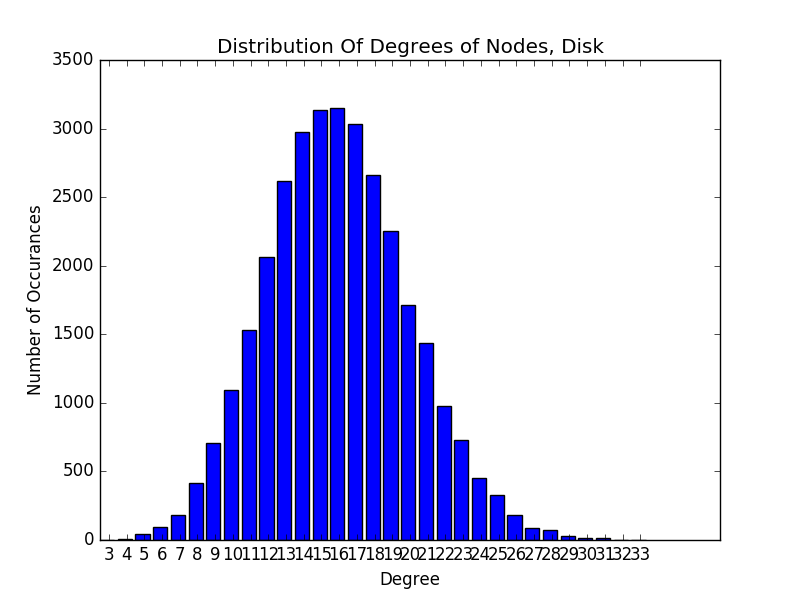 Distribution Of Degrees of Nodes, Disk
3500
3000
2500
2000
1500
1000
500
0
Number of Occurances
3 4 5 6 7 8 9 10 11 12 13 14 15 16 17 18 19 20 21 22 23 24 25 26 27 28 29 30 31 32 33
Degree